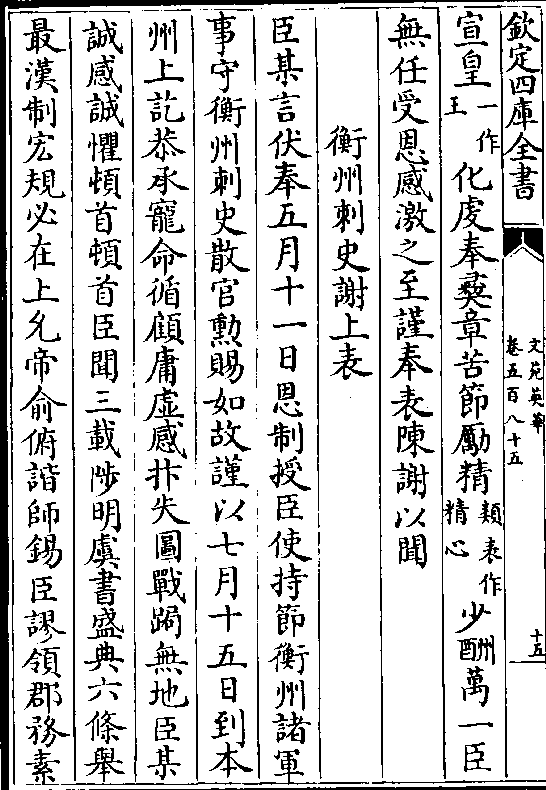 欽定四庫全書
文苑英華
卷五百八十五
十五
宣皇一作王化虔奉彛章苦節勵精類表作精心少酬萬一臣
無任受恩感激之至謹奉表陳謝以聞
衡州刺史謝上表
臣某言伏奉五月十一日恩制授臣使持節衡州諸軍
事守衡州刺史散官勲賜如故謹以七月十五日到本
州上訖恭承寵命循顧庸虚感抃失圖戰跼無地臣某
誠感誠懼頓首頓首臣聞三載陟明虞書盛典六條舉
最漢制宏規必在上允帝俞俯諧師錫臣謬領郡務素